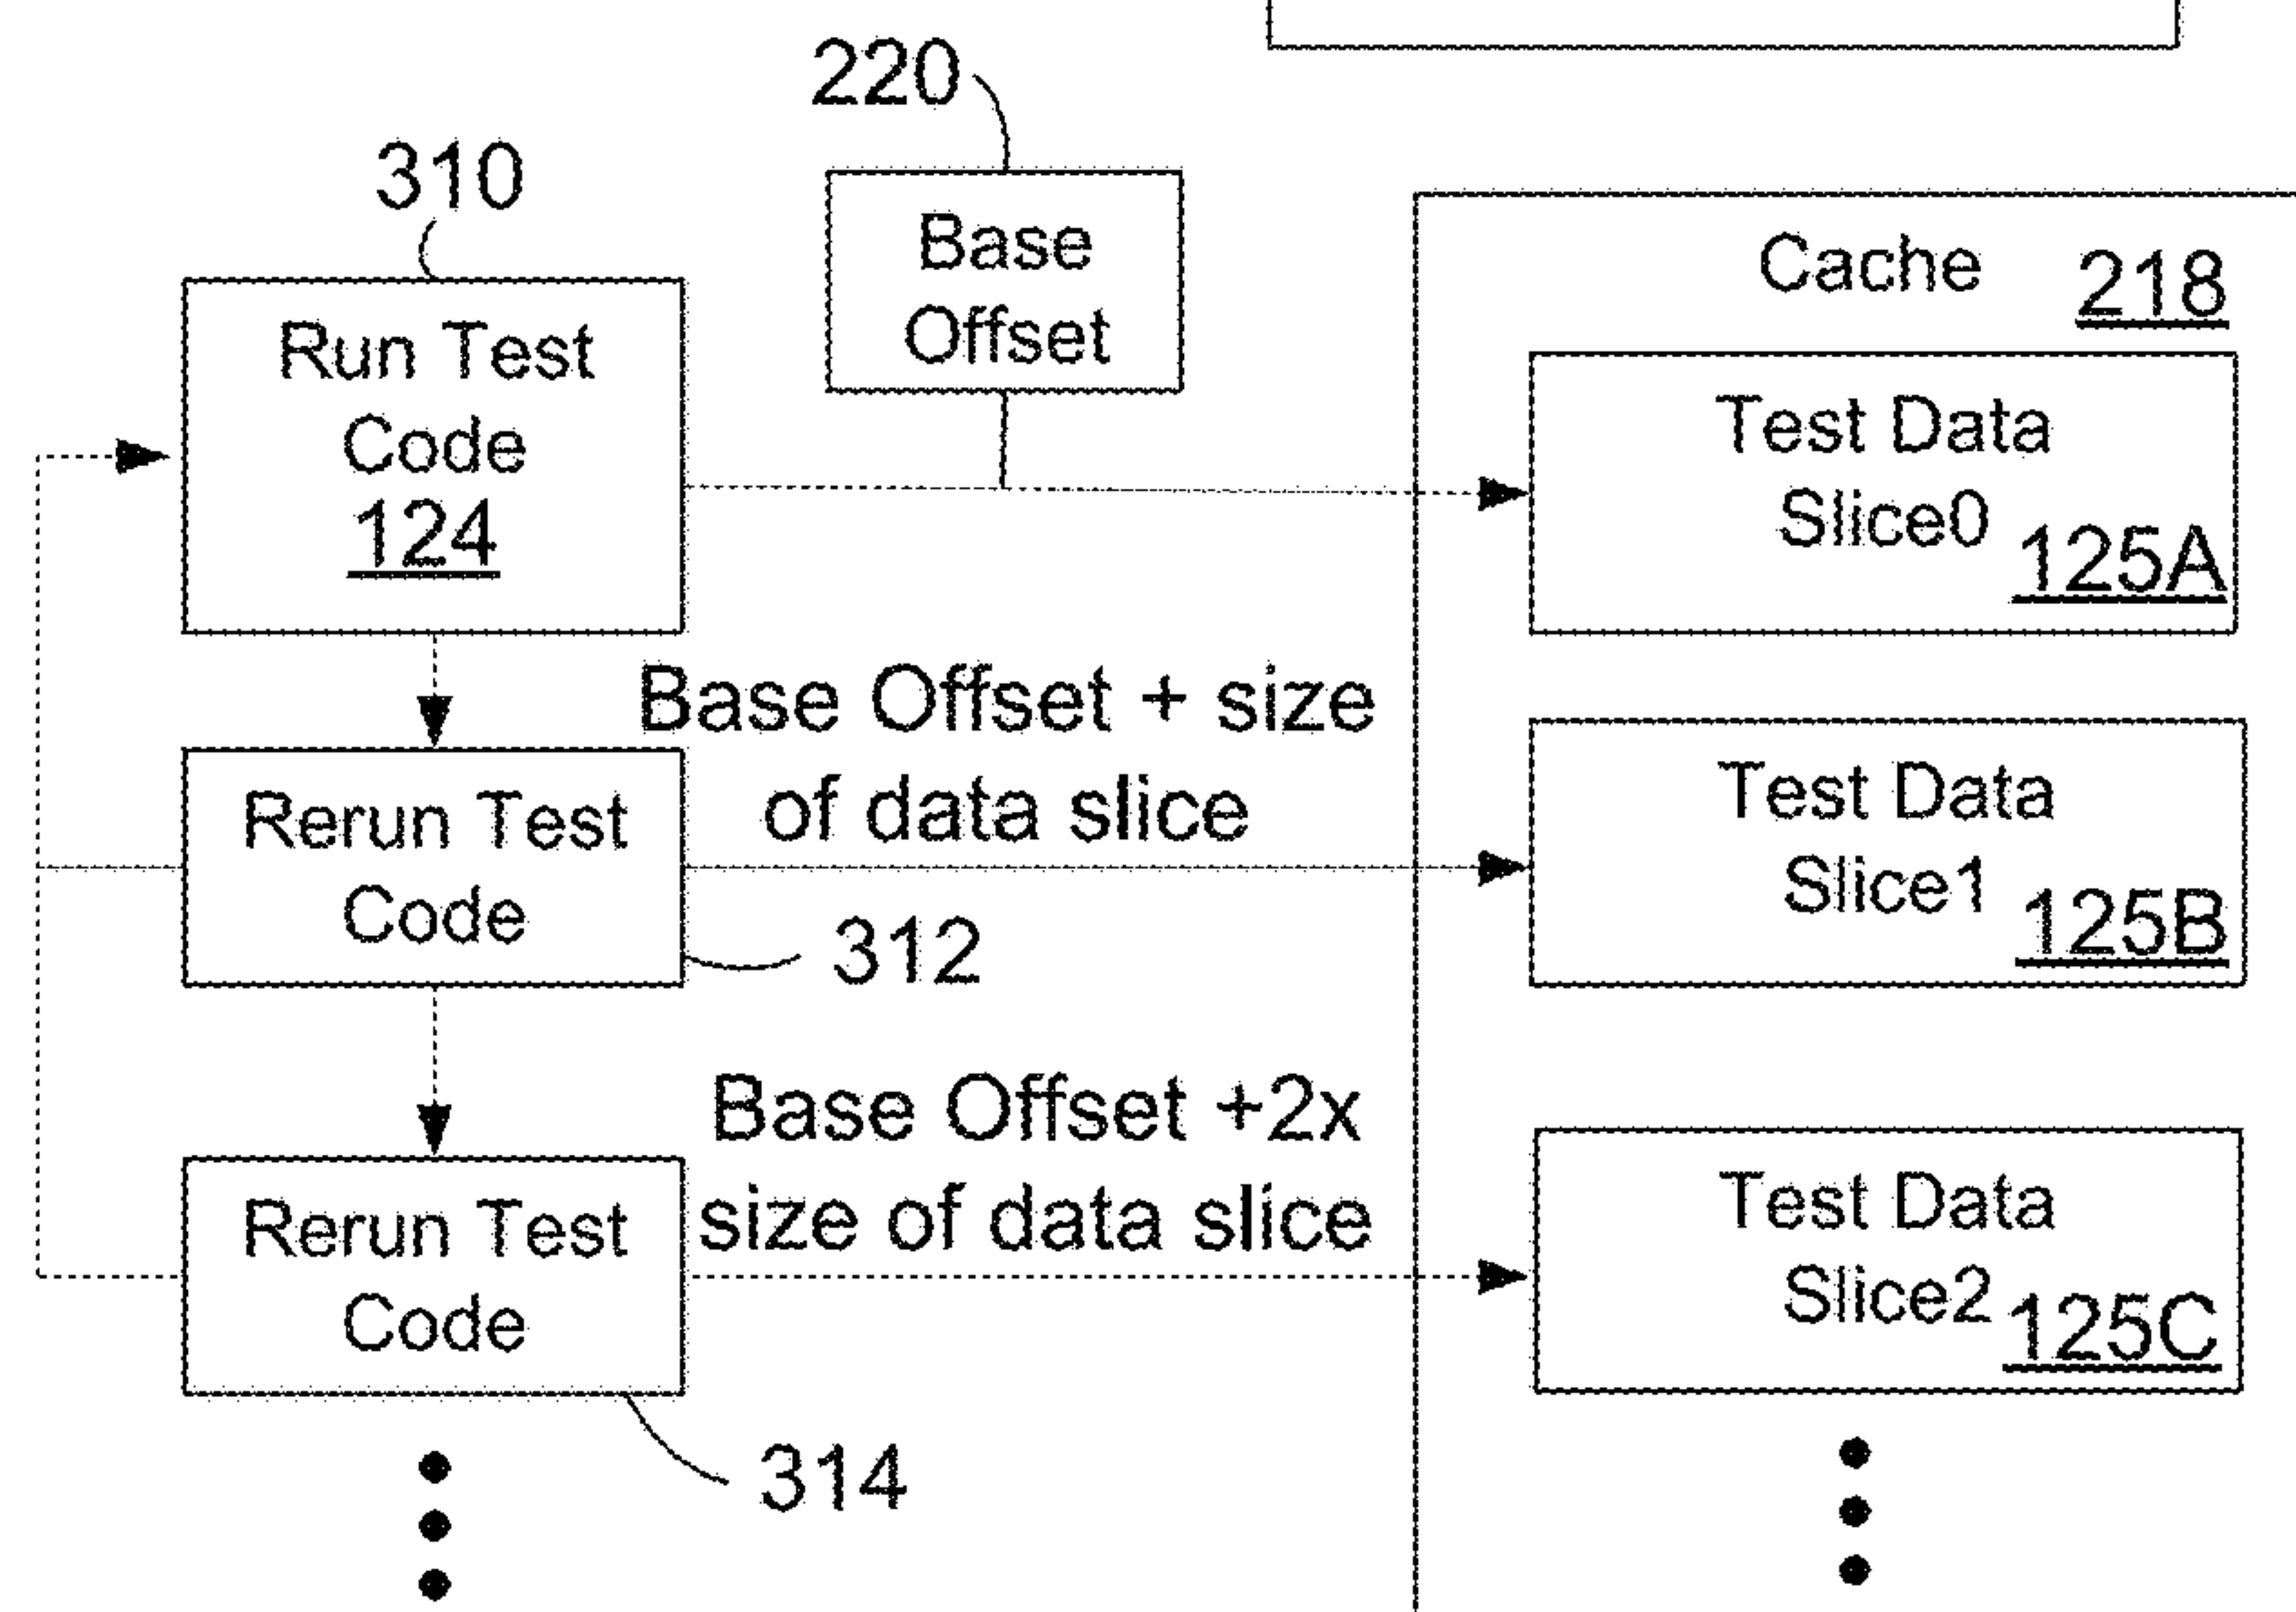 220
310
Base
Offset
Cache 218
Run Test
Code
124
Test Data
Slice0 125A
Base Offset + size
of data slice
Rerun Test
Code
312
Test Data
Slice1 125B
Base Offset +2x
size of data slice
Rerun Test
Code
314
Test Data
Slice2 125C